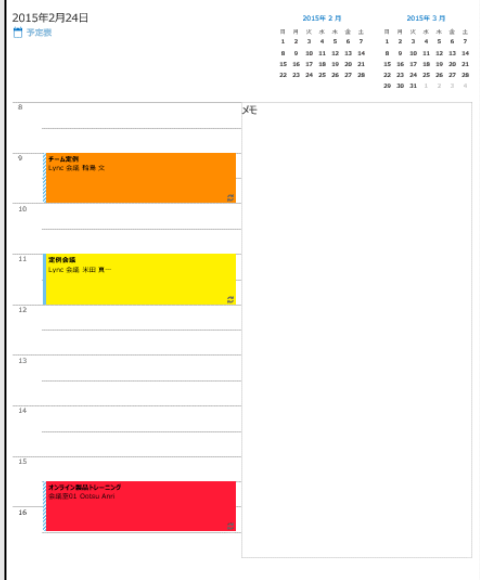 2015年2月24日
予定表
2015年 2 月
日 月 火 水 木 金 土
1 2 3 4 5 6 7
8 9 10 11 12 13 14
15 16 17 18 19 20 21
22 23 24 25 26 27 28
2015年 3 月
日 月 火 水 木 金 土
1 2 3 4 5 6 7
8 9 10 11 12 13 14
15 16 17 18 19 20 21
22 23 24 25 26 27 28
29 30 31 1 2 3 4
メモ
8
9
チーム定例
Lync 会議 文
10
11
定例会議
Lync 会議 米田 真一
12
13
14
15
オンライン製品トレーニング
会議室01 Ootsu Ann
16